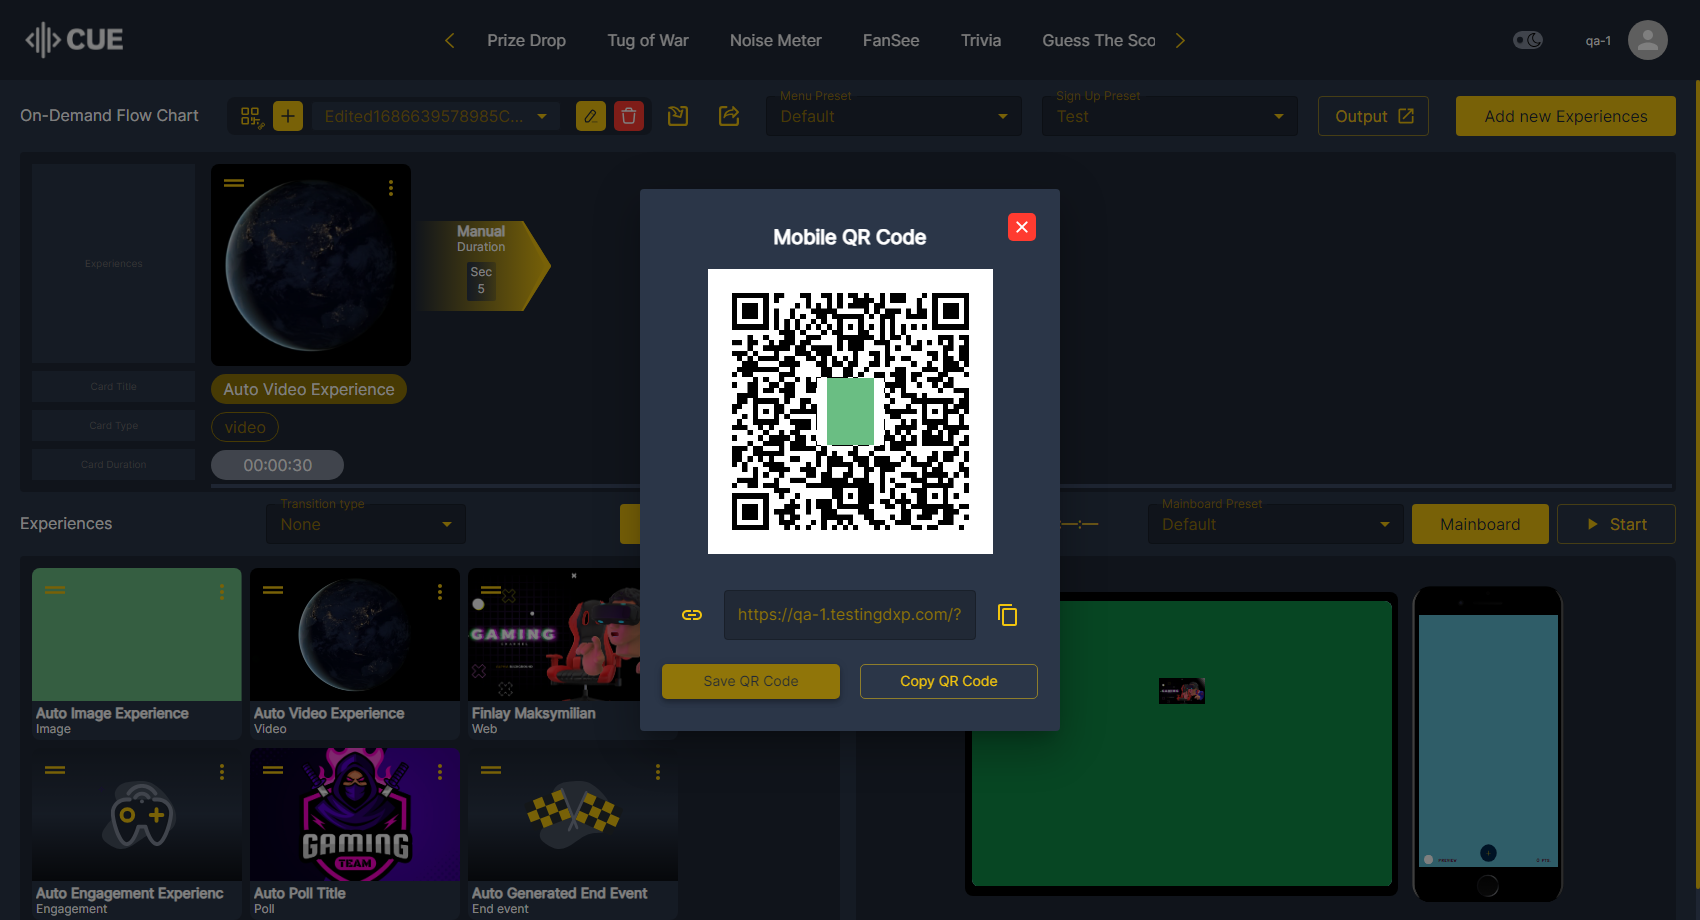 CUE
Prize Drop
Tug of War
Noise Meter
FanSee
Trivia
Guess The Sco
qa-1
On-Demand Flow Chart
Edited1686639578985C...
Menu Preset
Default
Sign Up Preset
Test
Output
Add new Experiences
Experiences
Manual
Duration
Sec
5
Card Title
Auto Video Experience
Card Type
video
Card Duration
00:00:30
Mobile QR Code
https://qa-1.testingdxp.com/?
Save QR Code
Copy QR Code
Experiences
Transition type
None
Mainboard Preset
Default
Mainboard
Start
Auto Image Experience
Image
Auto Video Experience
Video
GAMING
Finlay Maksymilian
Web
Auto Engagement Experienc
Engagement
GAMING
TEAM
Auto Poll Title
Poll
Auto Generated End Event
End event
PREVIEW